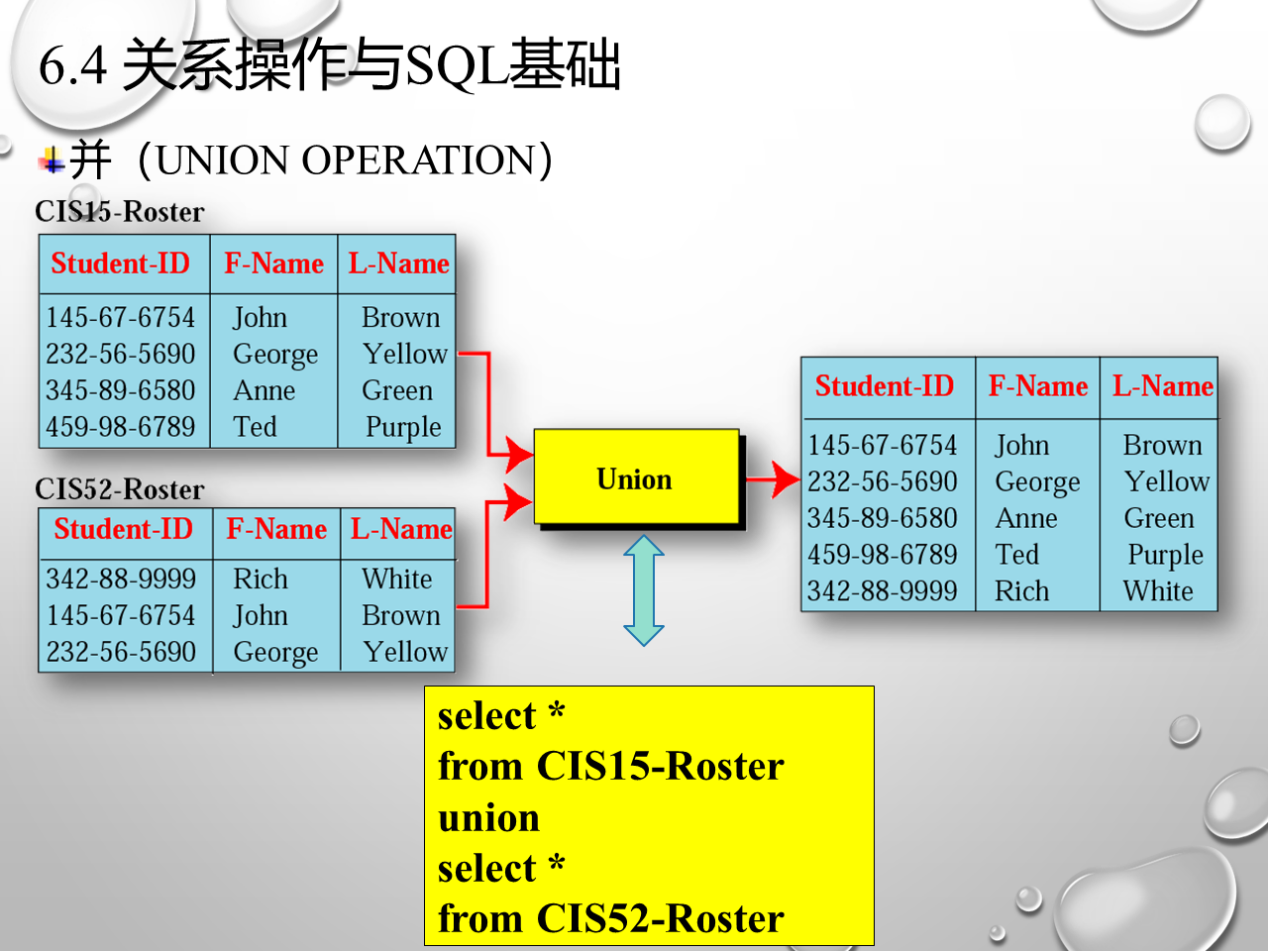 6.4 关系操作与SQL基础
并（UNION OPERATION）
CIS15-Roster
Student-ID F-Name L-Name
145-67-6754 John Brown
232-56-5690 George Yellow
345-89-6580 Anne Green
459-98-6789 Ted Purple
CIS52-Roster
Student-ID F-Name L-Name
342-88-9999 Rich White
145-67-6754 John Brown
232-56-5690 George Yellow
Union
Student-ID F-Name L-Name
145-67-6754 John Brown
232-56-5690 George Yellow
345-89-6580 Anne Green
459-98-6789 Ted Purple
342-88-9999 Rich White
select *
from CIS15-Roster
union
select *
from CIS52-Roster